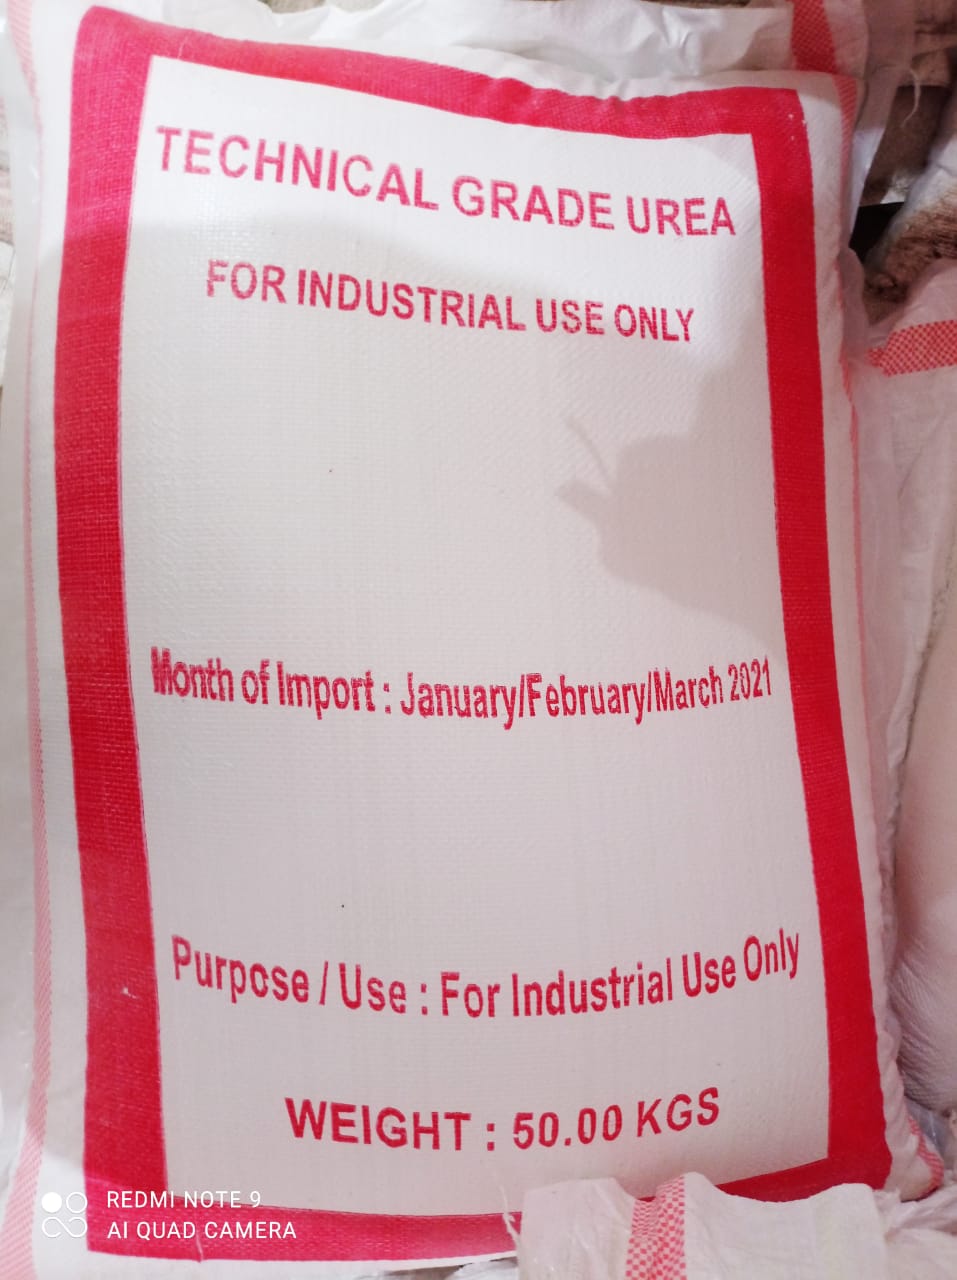 TECHNICAL GRADE UREA
FOR INDUSTRIAL USE ONLY
Month of Import : January/February/March 2021
Purpose / Use : For Industrial Use Only
WEIGHT : 50.00 KGS
REDMI NOTE 9
AI QUAD CAMERA